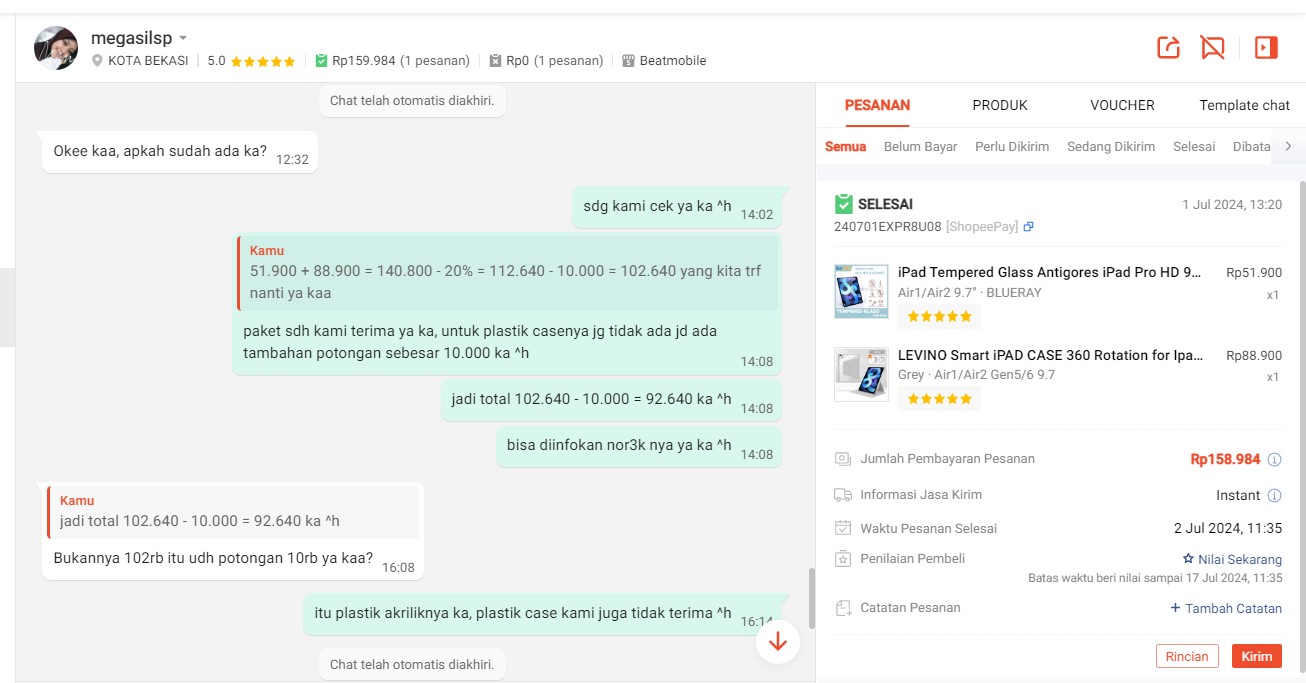 megasilsp
KOTA BEKASI 5.0 Rp159.984 (1 pesanan) Rp0 (1 pesanan) Beatmobile
Chat telah otomatis diakhiri.
Okee kaa, apkah sudah ada ka? 12:32
sdg kami cek ya ka ^h 14:02
Kamu
51.900 + 88.900 = 140.800 - 20% = 112.640 - 10.000 = 102.640 yang kita trf
nanti ya kaa
paket sdh kami terima ya ka, untuk plastik casenya jg tidak ada jd ada
tambahan potongan sebesar 10.000 ka ^h 14:08
jadi total 102.640 - 10.000 = 92.640 ka ^h 14:08
bisa diinfokan nor3k nya ya ka ^h 14:08
Kamu
jadi total 102.640 - 10.000 = 92.640 ka ^h
Bukannya 102rb itu udh potongan 10rb ya kaa? 16:08
itu plastik akriliknya ka, plastik case kami juga tidak terima ^h 16:14
Chat telah otomatis diakhiri.
PESANAN PRODUK VOUCHER Template chat
Semua Belum Bayar Perlu Dikirim Sedang Dikirim Selesai Dibata
SELESAI 1 Jul 2024, 13:20
240701EXPR8U08 [ShopeePay]
iPad Tempered Glass Antigores iPad Pro HD 9... Rp51.900
Air1/Air2 9.7" · BLUERAY x1
LEVINO Smart iPAD CASE 360 Rotation for Ipa... Rp88.900
Grey · Air1/Air2 Gen5/6 9.7 x1
Jumlah Pembayaran Pesanan Rp158.984
Informasi Jasa Kirim Instant
Waktu Pesanan Selesai 2 Jul 2024, 11:35
Penilaian Pembeli Nilai Sekarang
Batas waktu beri nilai sampai 17 Jul 2024, 11:35
Catatan Pesanan + Tambah Catatan
Rincian Kirim